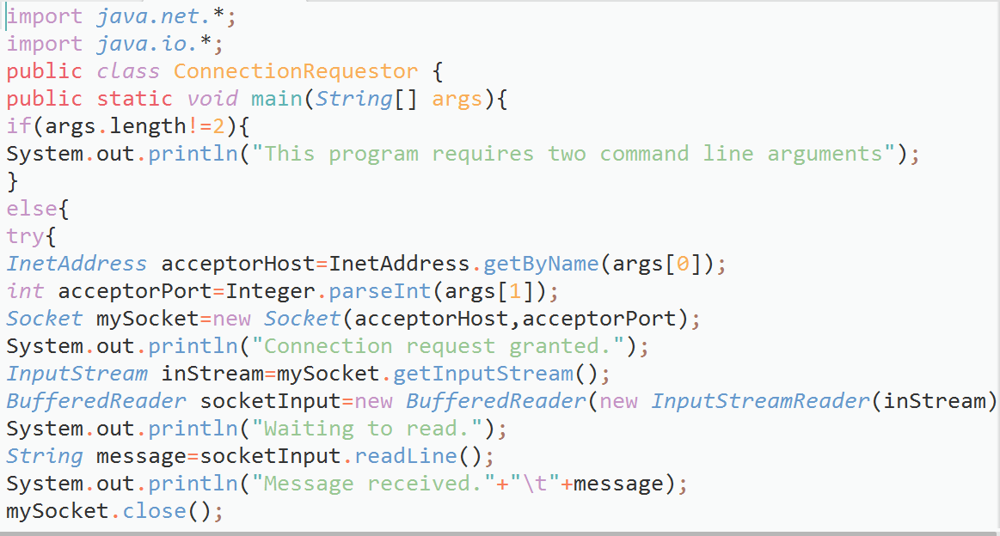 import java.net.*;
import java.io.*;
public class ConnectionRequestor {
public static void main(String[] args){
if(args.length!=2){
System.out.println("This program requires two command line arguments");
}
else{
try{
InetAddress acceptorHost=InetAddress.getByName(args[0]);
int acceptorPort=Integer.parseInt(args[1]);
Socket mySocket=new Socket(acceptorHost,acceptorPort);
System.out.println("Connection request granted.");
InputStream inStream=mySocket.getInputStream();
BufferedReader socketInput=new BufferedReader(new InputStreamReader(inStream)
System.out.println("Waiting to read.");
String message=socketInput.readLine();
System.out.println("Message received."+"\t"+message);
mySocket.close();